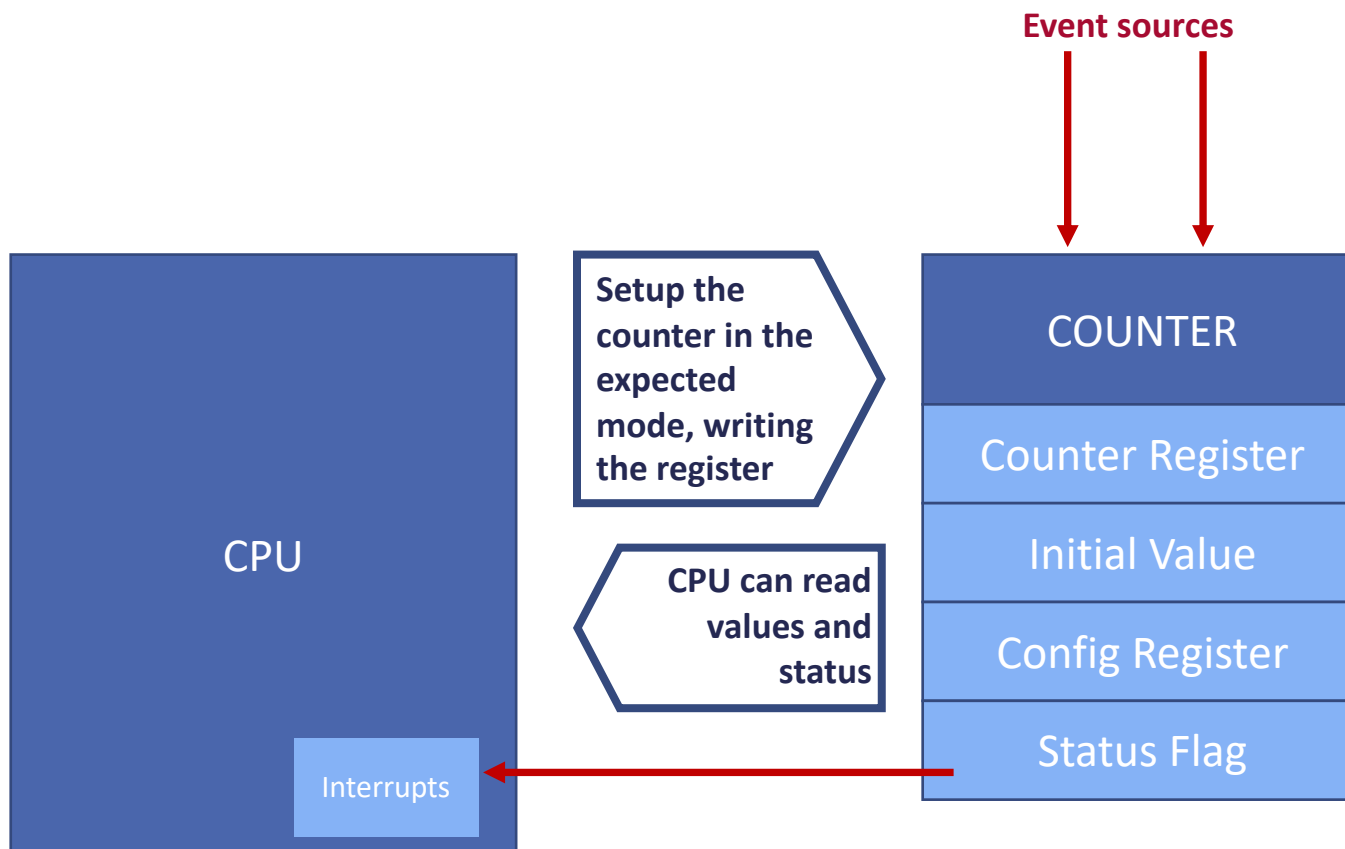 Event sources
Setup the
counter in the
expected
mode, writing
the register
COUNTER
Counter Register
CPU
Initial Value
CPU can read
values and
status
Config Register
Status Flag
Interrupts